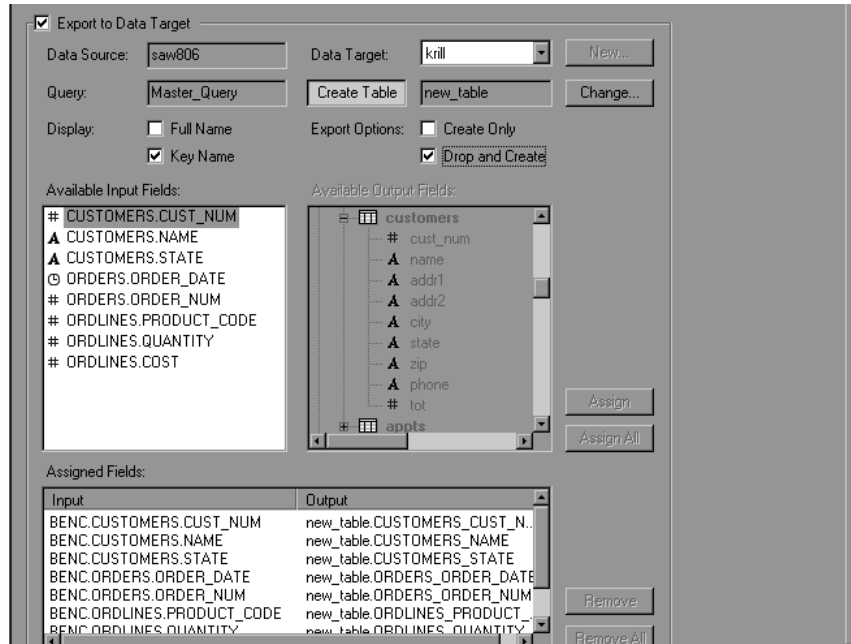 Export to Data Target
Data Source: saw806 Data Target: krill New...
Query: Master_Query Create Table new_table Change...
Display: Full Name Export Options: Create Only
Key Name Drop and Create
Available Input Fields: Available Output Fields:
# CUSTOMERS.CUST_NUM
A CUSTOMERS.NAME
A CUSTOMERS.STATE
ORDERS.ORDER_DATE
# ORDERS.ORDER_NUM
# ORDLINES.PRODUCT_CODE
# ORDLINES.QUANTITY
# ORDLINES.COST
customers
# cust_num
A name
A addr1
A addr2
A city
A state
A zip
A phone
# tot
appts
Assign
Assign All
Assigned Fields:
Input Output
BENC.CUSTOMERS.CUST_NUM new_table.CUSTOMERS_CUST_N...
BENC.CUSTOMERS.NAME new_table.CUSTOMERS_NAME
BENC.CUSTOMERS.STATE new_table.CUSTOMERS_STATE
BENC.ORDERS.ORDER_DATE new_table.ORDERS_ORDER_DATE
BENC.ORDERS.ORDER_NUM new_table.ORDERS_ORDER_NUM
BENC.ORDLINES.PRODUCT_CODE new_table.ORDLINES_PRODUCT_...
BENC.ORDLINES.QUANTITY new_table.ORDLINES_QUANTITY
Remove
Remove All